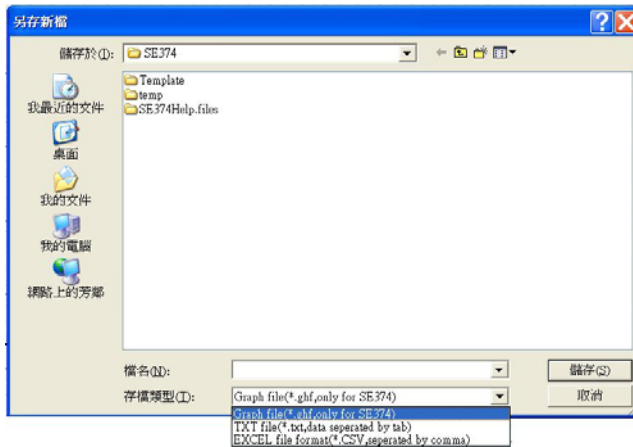 另存新檔
儲存於(I):
SE374
我最近的文件
桌面
我的文件
我的電腦
網路上的芳鄰
Template
temp
SE374Help.files
檔名(N):
儲存(S)
存檔類型(T):
Graph file(*.ghf,only for SE374)
取消
Graph file(*.ghf,only for SE374)
TXT file(*.txt,data seperated by tab)
EXCEL file format(*.CSV,seperated by comma)